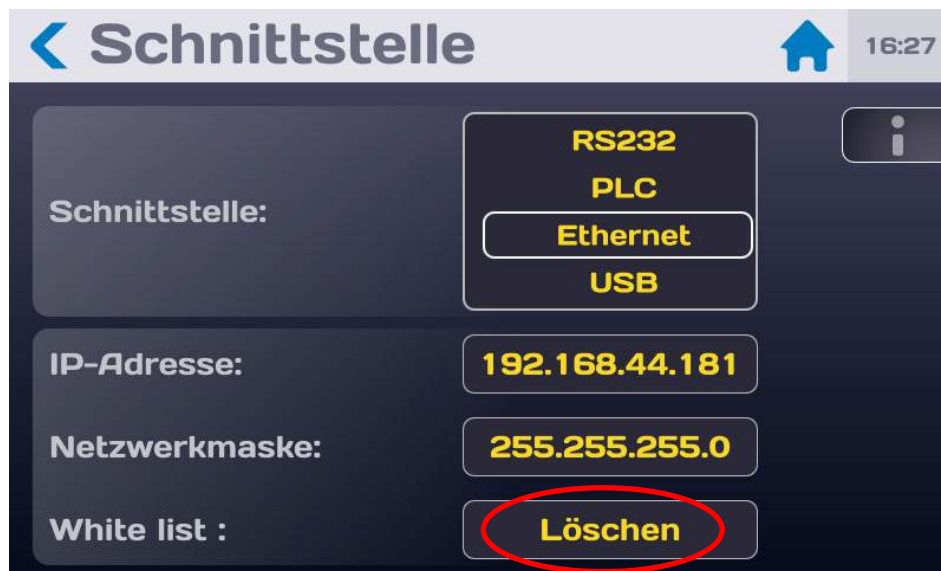 Schnittstelle
16:27
RS232
PLC
Schnittstelle:
Ethernet
USB
IP-Adresse: 192.168.44.181
Netzwerkmaske: 255.255.255.0
White list : Löschen
i